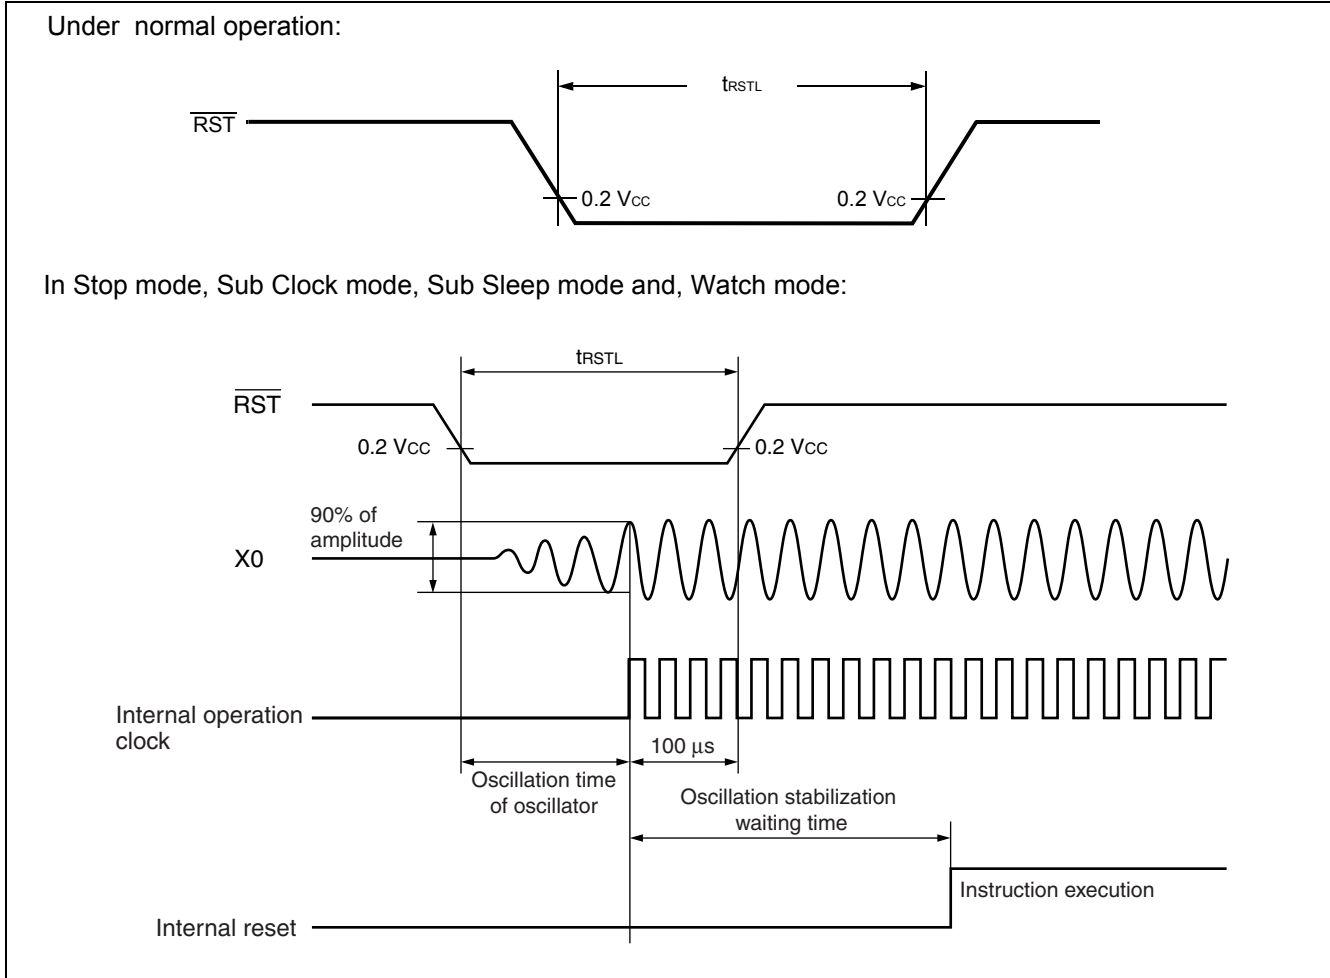 Under normal operation:
tRSTL
RST
0.2 VCC
0.2 VCC
In Stop mode, Sub Clock mode, Sub Sleep mode and, Watch mode:
tRSTL
RST
0.2 VCC
0.2 VCC
90% of
amplitude
X0
Internal operation
clock
100 μs
Oscillation time
of oscillator
Oscillation stabilization
waiting time
Instruction execution
Internal reset